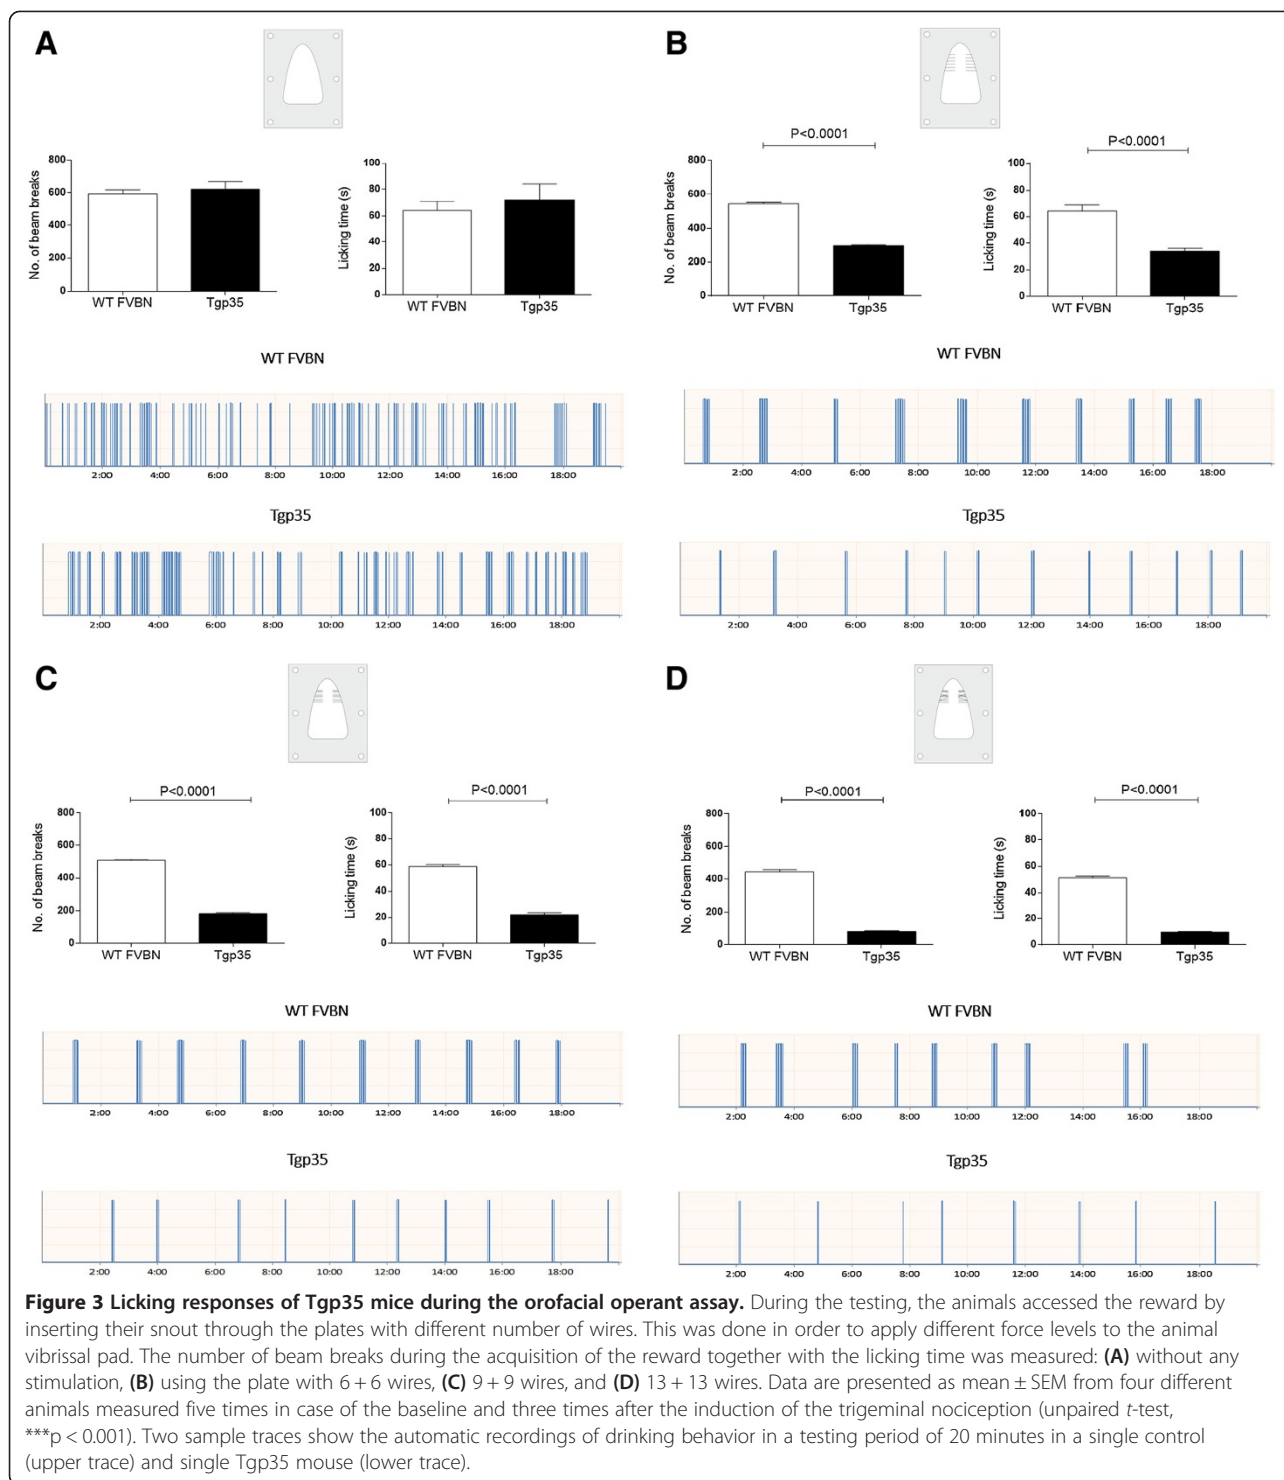 A
No. of beam breaks
800
600
400
200
0
WT FVBN
Tgp35
Licking time (s)
100
80
60
40
20
0
WT FVBN
Tgp35
WT FVBN
2:00 4:00 6:00 8:00 10:00 12:00 14:00 16:00 18:00
Tgp35
2:00 4:00 6:00 8:00 10:00 12:00 14:00 16:00 18:00
B
P<0.0001
No. of beam breaks
800
600
400
200
0
WT FVBN
Tgp35
P<0.0001
Licking time (s)
100
80
60
40
20
0
WT FVBN
Tgp35
WT FVBN
2:00 4:00 6:00 8:00 10:00 12:00 14:00 16:00 18:00
Tgp35
2:00 4:00 6:00 8:00 10:00 12:00 14:00 16:00 18:00
C
P<0.0001
No. of beam breaks
800
600
400
200
0
WT FVBN
Tgp35
P<0.0001
Licking time (s)
100
80
60
40
20
0
WT FVBN
Tgp35
WT FVBN
2:00 4:00 6:00 8:00 10:00 12:00 14:00 16:00 18:00
Tgp35
2:00 4:00 6:00 8:00 10:00 12:00 14:00 16:00 18:00
D
P<0.0001
No. of beam breaks
800
600
400
200
0
WT FVBN
Tgp35
P<0.0001
Licking time (s)
100
80
60
40
20
0
WT FVBN
Tgp35
WT FVBN
2:00 4:00 6:00 8:00 10:00 12:00 14:00 16:00 18:00
Tgp35
2:00 4:00 6:00 8:00 10:00 12:00 14:00 16:00 18:00
Figure 3 Licking responses of Tgp35 mice during the orofacial operant assay. During the testing, the animals accessed the reward by
inserting their snout through the plates with different number of wires. This was done in order to apply different force levels to the animal
vibrissal pad. The number of beam breaks during the acquisition of the reward together with the licking time was measured: (A) without any
stimulation, (B) using the plate with 6 + 6 wires, (C) 9 + 9 wires, and (D) 13 + 13 wires. Data are presented as mean ± SEM from four different
animals measured five times in case of the baseline and three times after the induction of the trigeminal nociception (unpaired t-test,
***p < 0.001). Two sample traces show the automatic recordings of drinking behavior in a testing period of 20 minutes in a single control
(upper trace) and single Tgp35 mouse (lower trace).